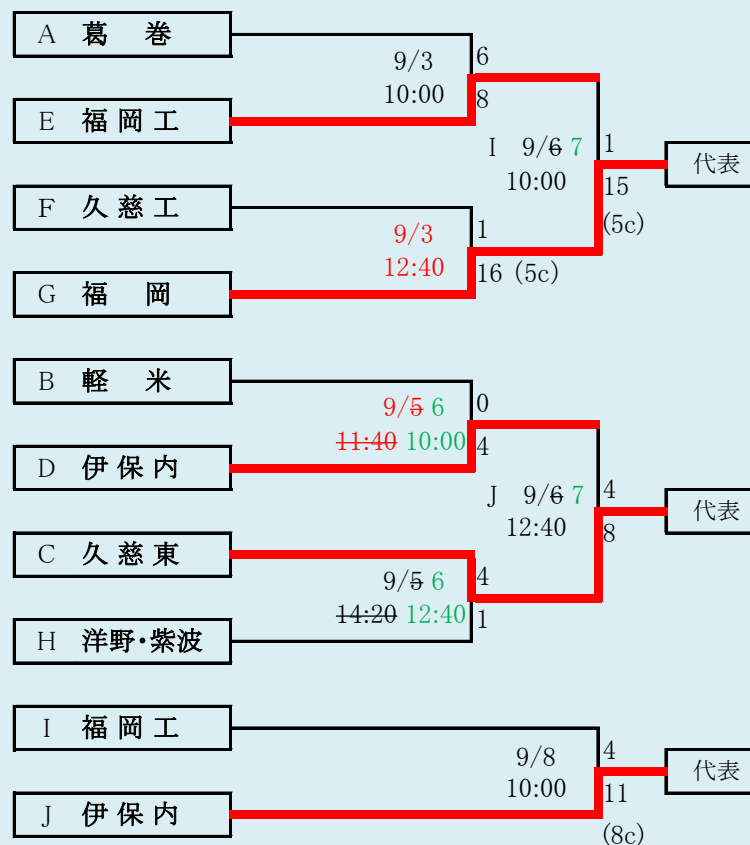 A 葛 巻
9/3
10:00
6
8
E 福岡工
I 9/6 7
10:00
1
15
(5c)
代表
F 久慈工
9/3
12:40
1
16 (5c)
G 福 岡
B 軽 米
9/5 6
11:40 10:00
0
4
D 伊保内
J 9/6 7
12:40
4
8
代表
C 久慈東
9/5 6
14:20 12:40
4
1
H 洋野・紫波
I 福岡工
9/8
10:00
4
11
(8c)
代表
J 伊保内